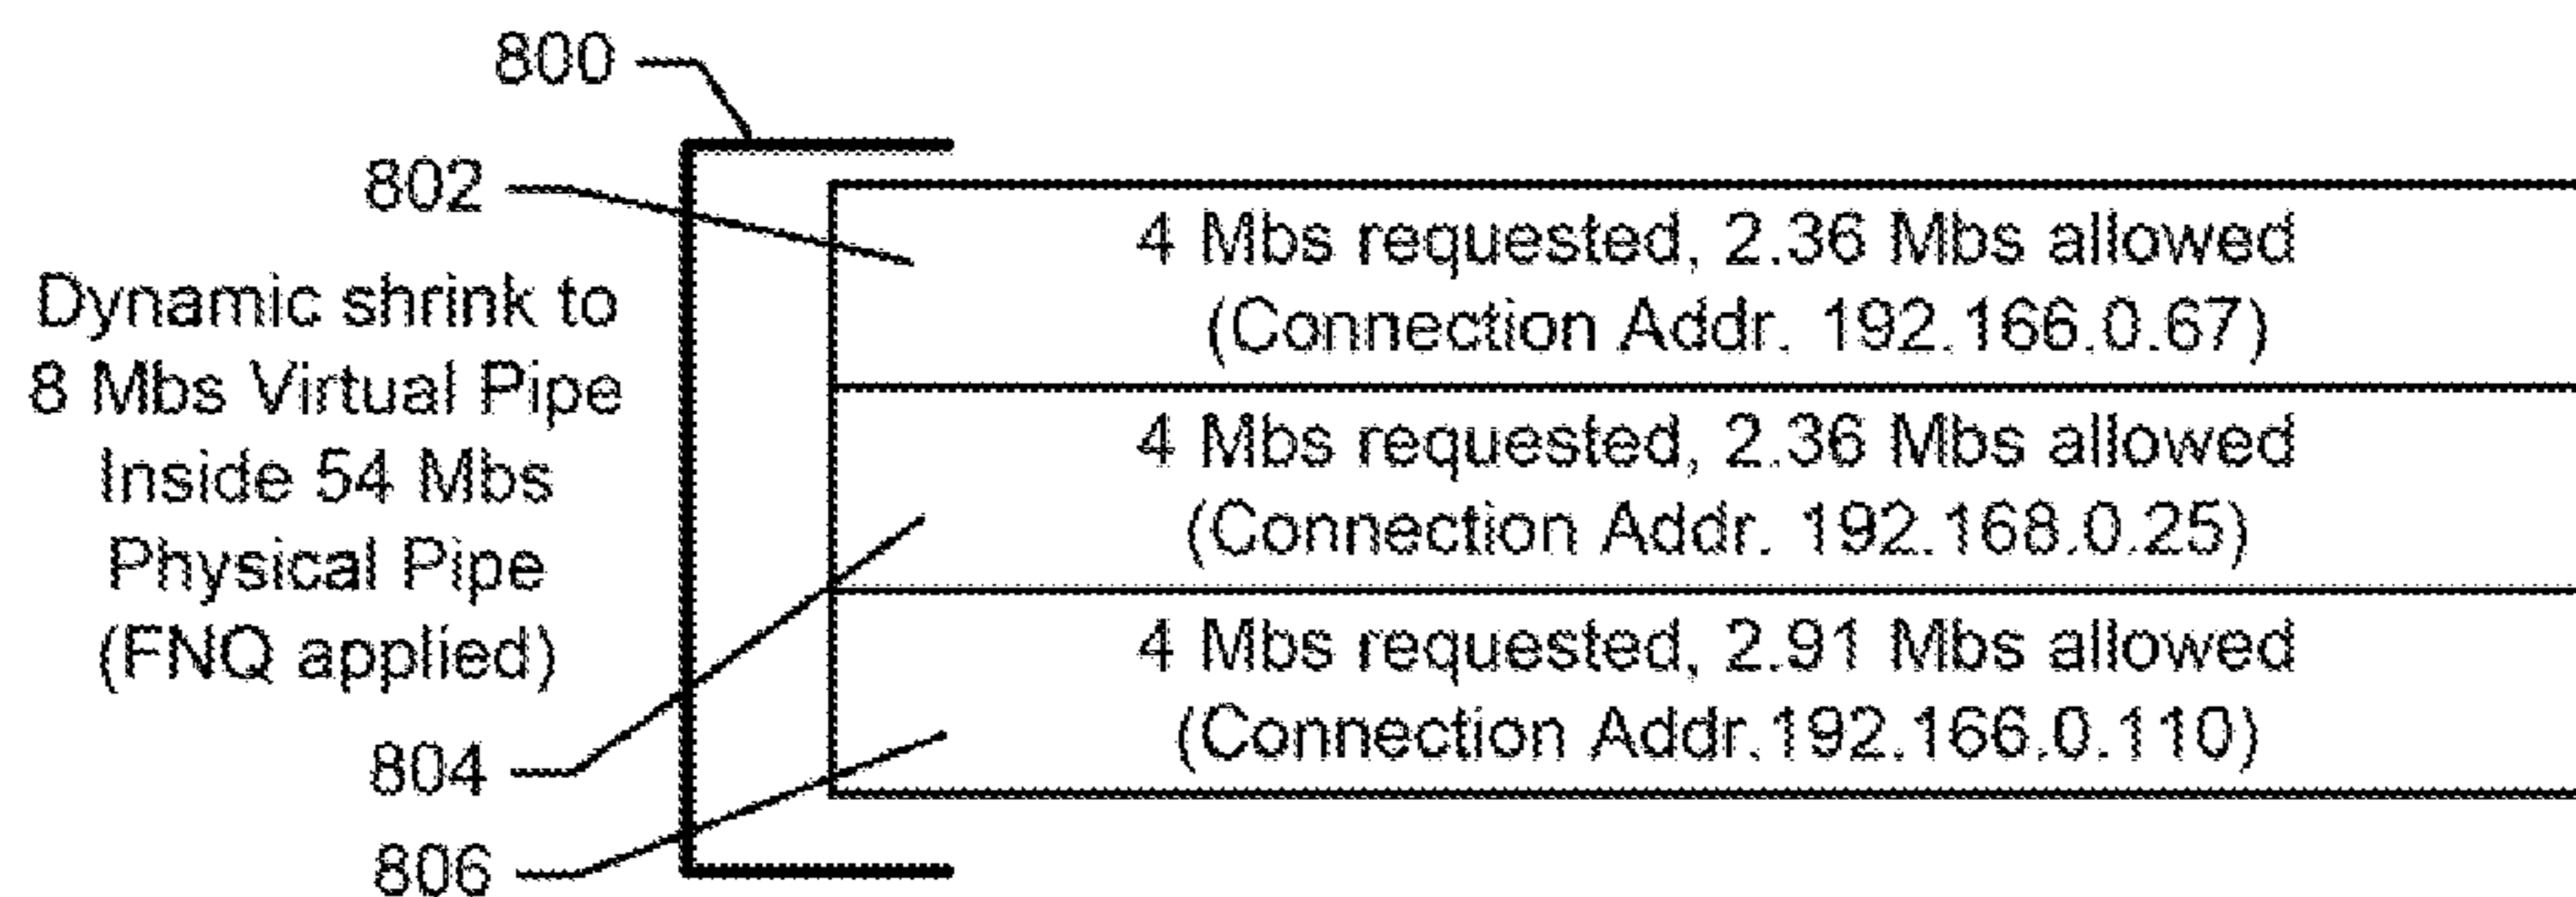 800
802
Dynamic shrink to
8 Mbs Virtual Pipe
Inside 54 Mbs
Physical Pipe
(FNQ applied)
804
806
4 Mbs requested, 2.36 Mbs allowed
(Connection Addr. 192.166.0.67)
4 Mbs requested, 2.36 Mbs allowed
(Connection Addr. 192.168.0.25)
4 Mbs requested, 2.91 Mbs allowed
(Connection Addr.192.166.0.110)